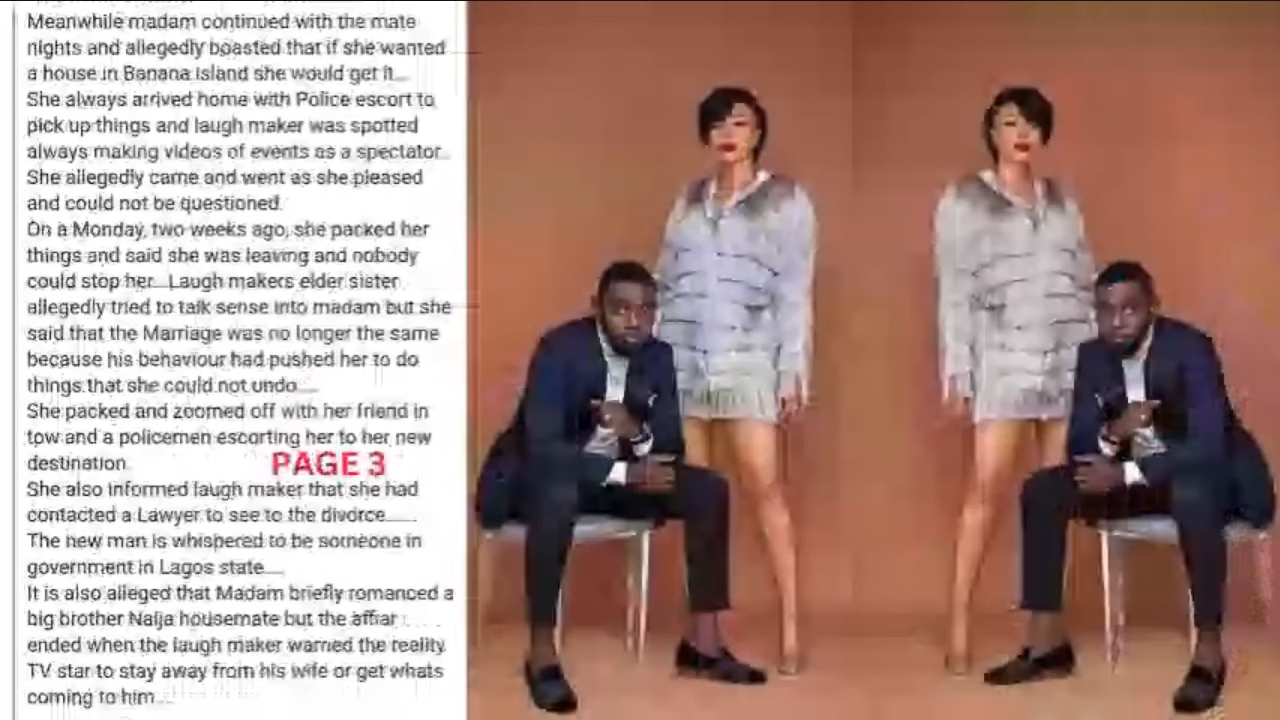 Meanwhile madam continued with the mate
nights and allegedly boasted that if she wanted
a house in Banana Island she would get it....
She always arrived home with Police escort to
pick up things and laugh maker was spotted
always making videos of events as a spectator..
She allegedly came and went as she pleased
and could not be questioned.
On a Monday, two weeks ago, she packed her
things and said she was leaving and nobody
could stop her...Laugh makers elder sister
allegedly tried to talk sense into madam but she
said that the Marriage was no longer the same
because his behaviour had pushed her to do
things that she could not undo.....
She packed and zoomed off with her friend in
tow and a policemen escorting her to her new
destination.
PAGE 3
She also informed laugh maker that she had
contacted a Lawyer to see to the divorce.......
The new man is whispered to be someone in
government in Lagos state.....
It is also alleged that Madam briefly romanced a
big brother Naija housemate but the affiar
ended when the laugh maker warned the reality
TV star to stay away from his wife or get whats
coming to him....